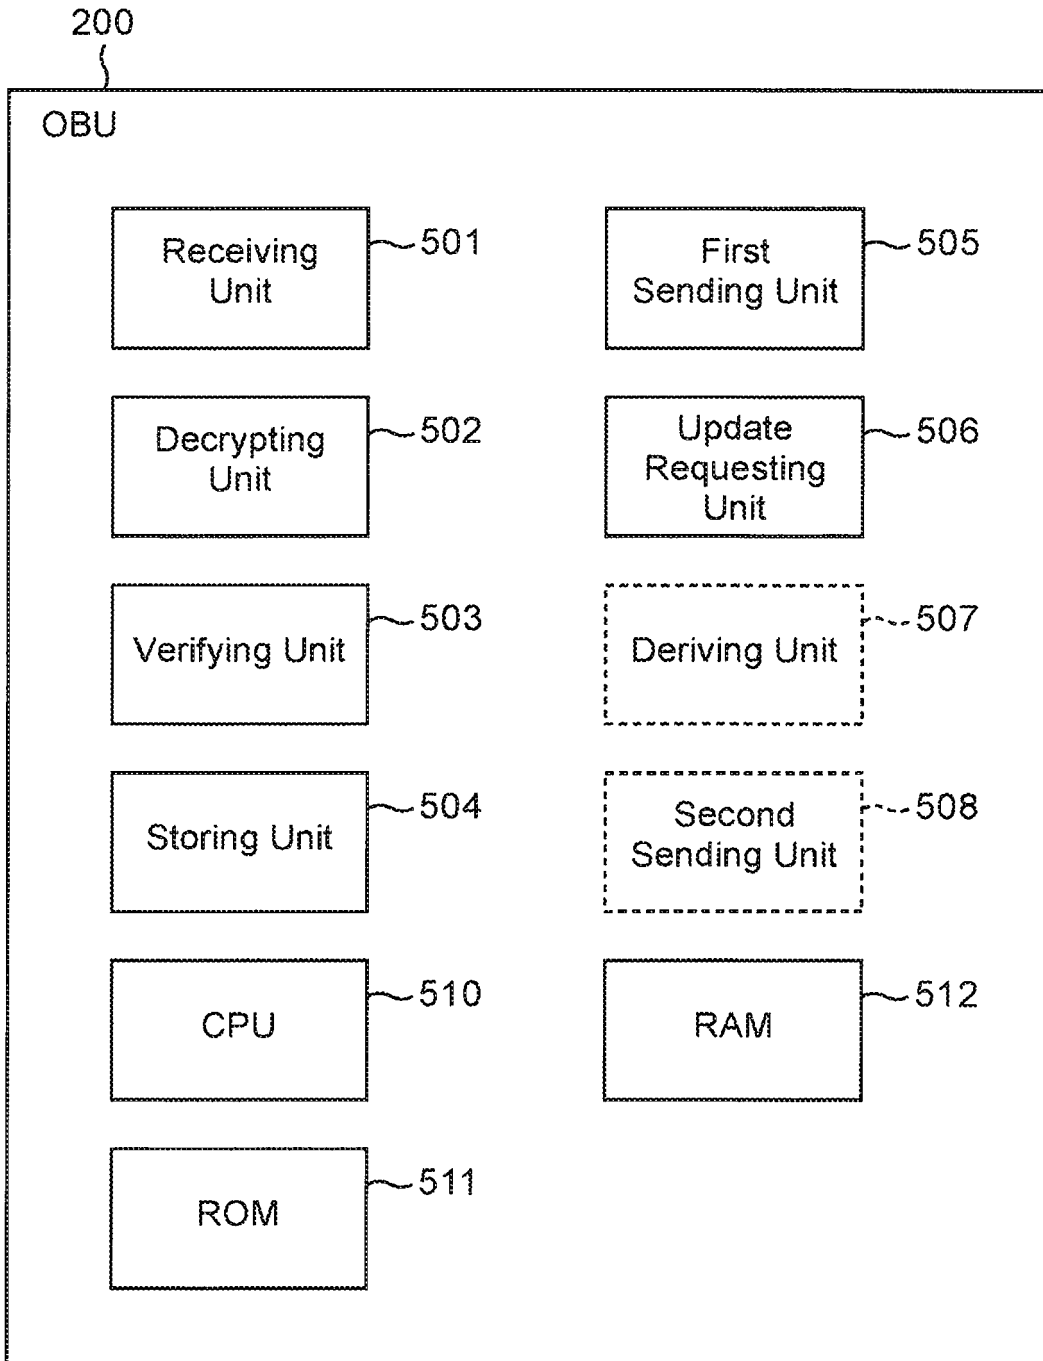 200
OBU
Receiving
Unit
501
First
Sending Unit
505
Decrypting
Unit
502
Update
Requesting
Unit
506
Verifying Unit
503
Deriving Unit
507
Storing Unit
504
Second
Sending Unit
508
CPU
510
RAM
512
ROM
511